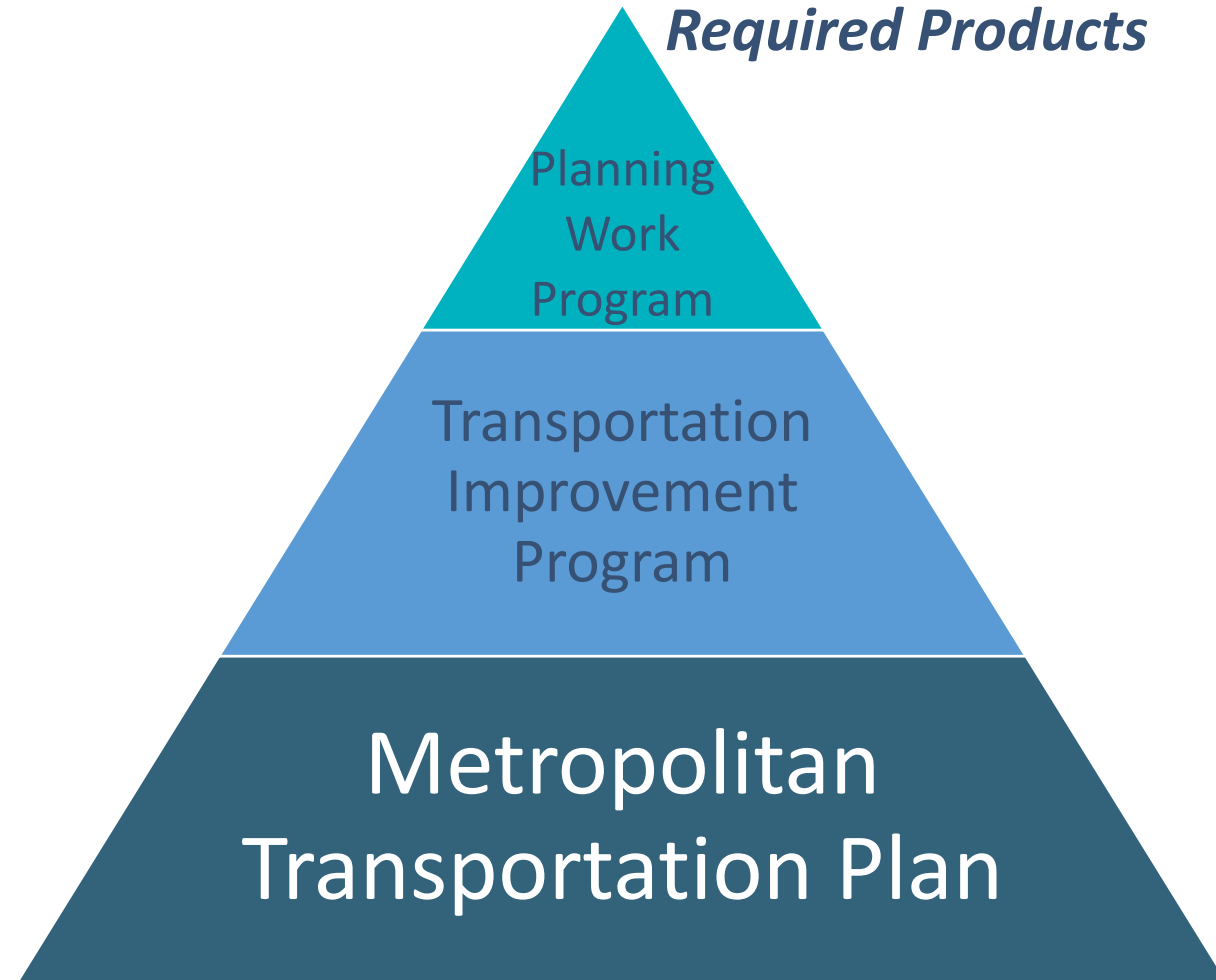 Required Products
Planning
Work
Program
Transportation
Improvement
Program
Metropolitan
Transportation Plan